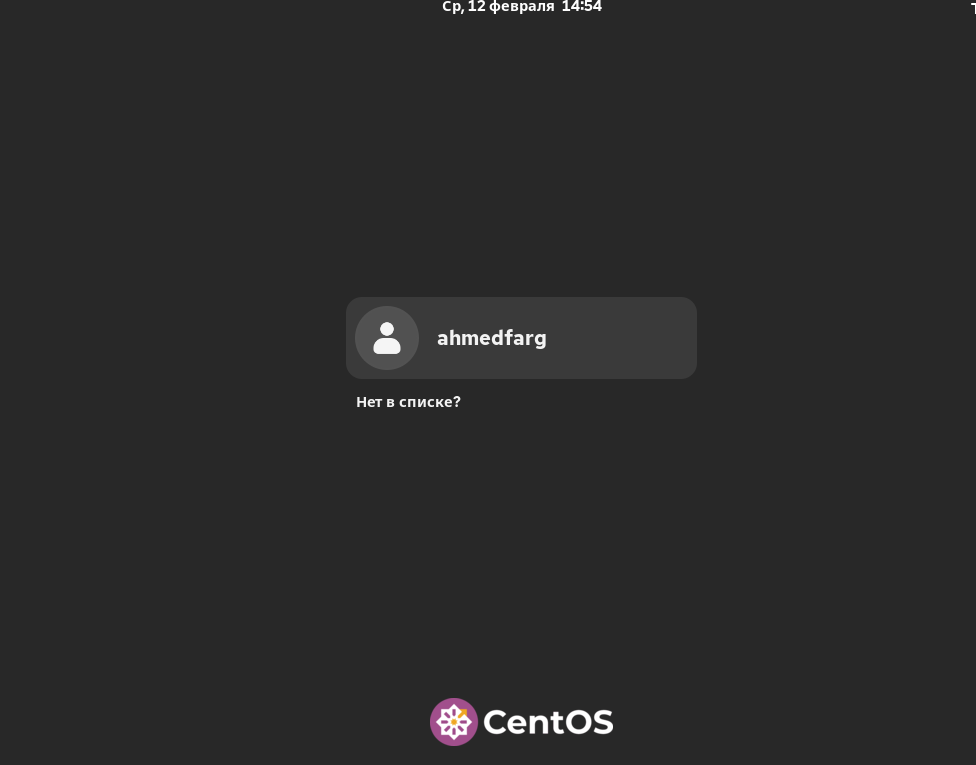 Ср, 12 февраля 14:54
ahmedfarg
Нет в списке?
CentOS